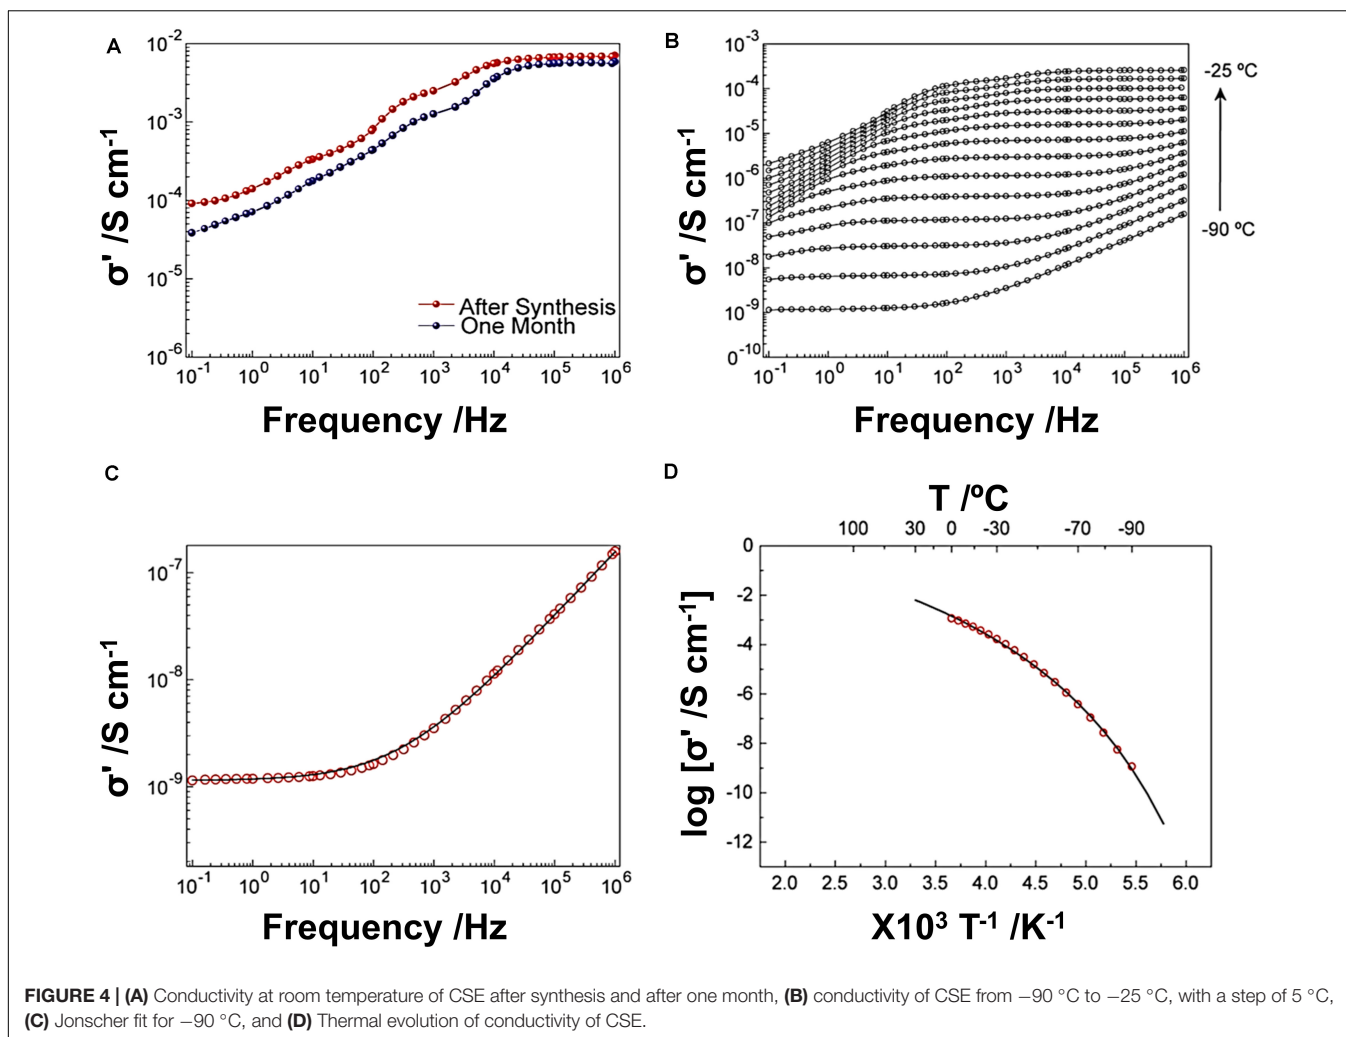 A
10⁻²
10⁻³
10⁻⁴
10⁻⁵
10⁻⁶
σ' /S cm⁻¹
After Synthesis
One Month
10⁻¹ 10⁰ 10¹ 10² 10³ 10⁴ 10⁵ 10⁶
Frequency /Hz
B
10⁻³
10⁻⁴
10⁻⁵
10⁻⁶
10⁻⁷
10⁻⁸
10⁻⁹
0⁻¹⁰
σ' /S cm⁻¹
-25 ºC
-90 ºC
10⁻¹ 10⁰ 10¹ 10² 10³ 10⁴ 10⁵ 10⁶
Frequency /Hz
C
10⁻⁷
10⁻⁸
10⁻⁹
σ' /S cm⁻¹
10⁻¹ 10⁰ 10¹ 10² 10³ 10⁴ 10⁵ 10⁶
Frequency /Hz
D
T /ºC
100 30 0 -30 -70 -90
0
-2
-4
-6
-8
-10
-12
log [σ' /S cm⁻¹]
2.0 2.5 3.0 3.5 4.0 4.5 5.0 5.5 6.0
X10³ T⁻¹ /K⁻¹
FIGURE 4 | (A) Conductivity at room temperature of CSE after synthesis and after one month, (B) conductivity of CSE from −90 °C to −25 °C, with a step of 5 °C,
(C) Jonscher fit for −90 °C, and (D) Thermal evolution of conductivity of CSE.